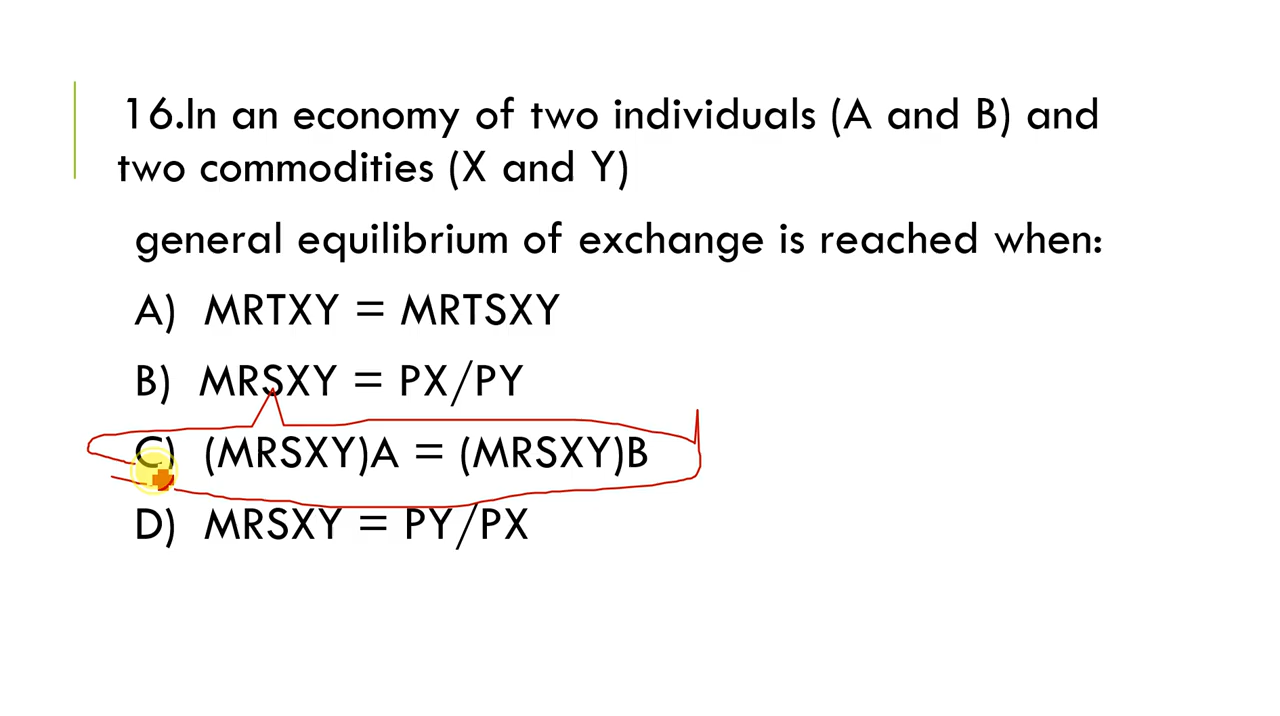 16.In an economy of two individuals (A and B) and
two commodities (X and Y)
general equilibrium of exchange is reached when:
A) MRTXY = MRTSXY
B) MRSXY = PX/PY
C) (MRSXY)A = (MRSXY)B
D) MRSXY = PY/PX